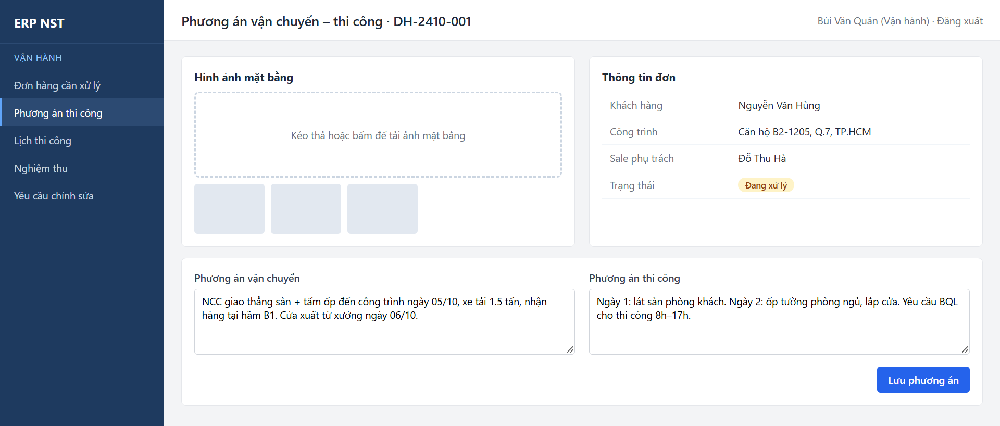 ERP NST
VẬN HÀNH
Đơn hàng cần xử lý
Phương án thi công
Lịch thi công
Nghiệm thu
Yêu cầu chỉnh sửa
Phương án vận chuyển – thi công · DH-2410-001
Bùi Văn Quân (Vận hành) · Đăng xuất
Hình ảnh mặt bằng
Kéo thả hoặc bấm để tải ảnh mặt bằng
Thông tin đơn
Khách hàng Nguyễn Văn Hùng
Công trình Căn hộ B2-1205, Q.7, TP.HCM
Sale phụ trách Đỗ Thu Hà
Trạng thái Đang xử lý
Phương án vận chuyển
NCC giao thẳng sàn + tấm ốp đến công trình ngày 05/10, xe tải 1.5 tấn, nhận
hàng tại hầm B1. Cửa xuất từ xưởng ngày 06/10.
Phương án thi công
Ngày 1: lát sàn phòng khách. Ngày 2: ốp tường phòng ngủ, lắp cửa. Yêu cầu BQL
cho thi công 8h–17h.
Lưu phương án